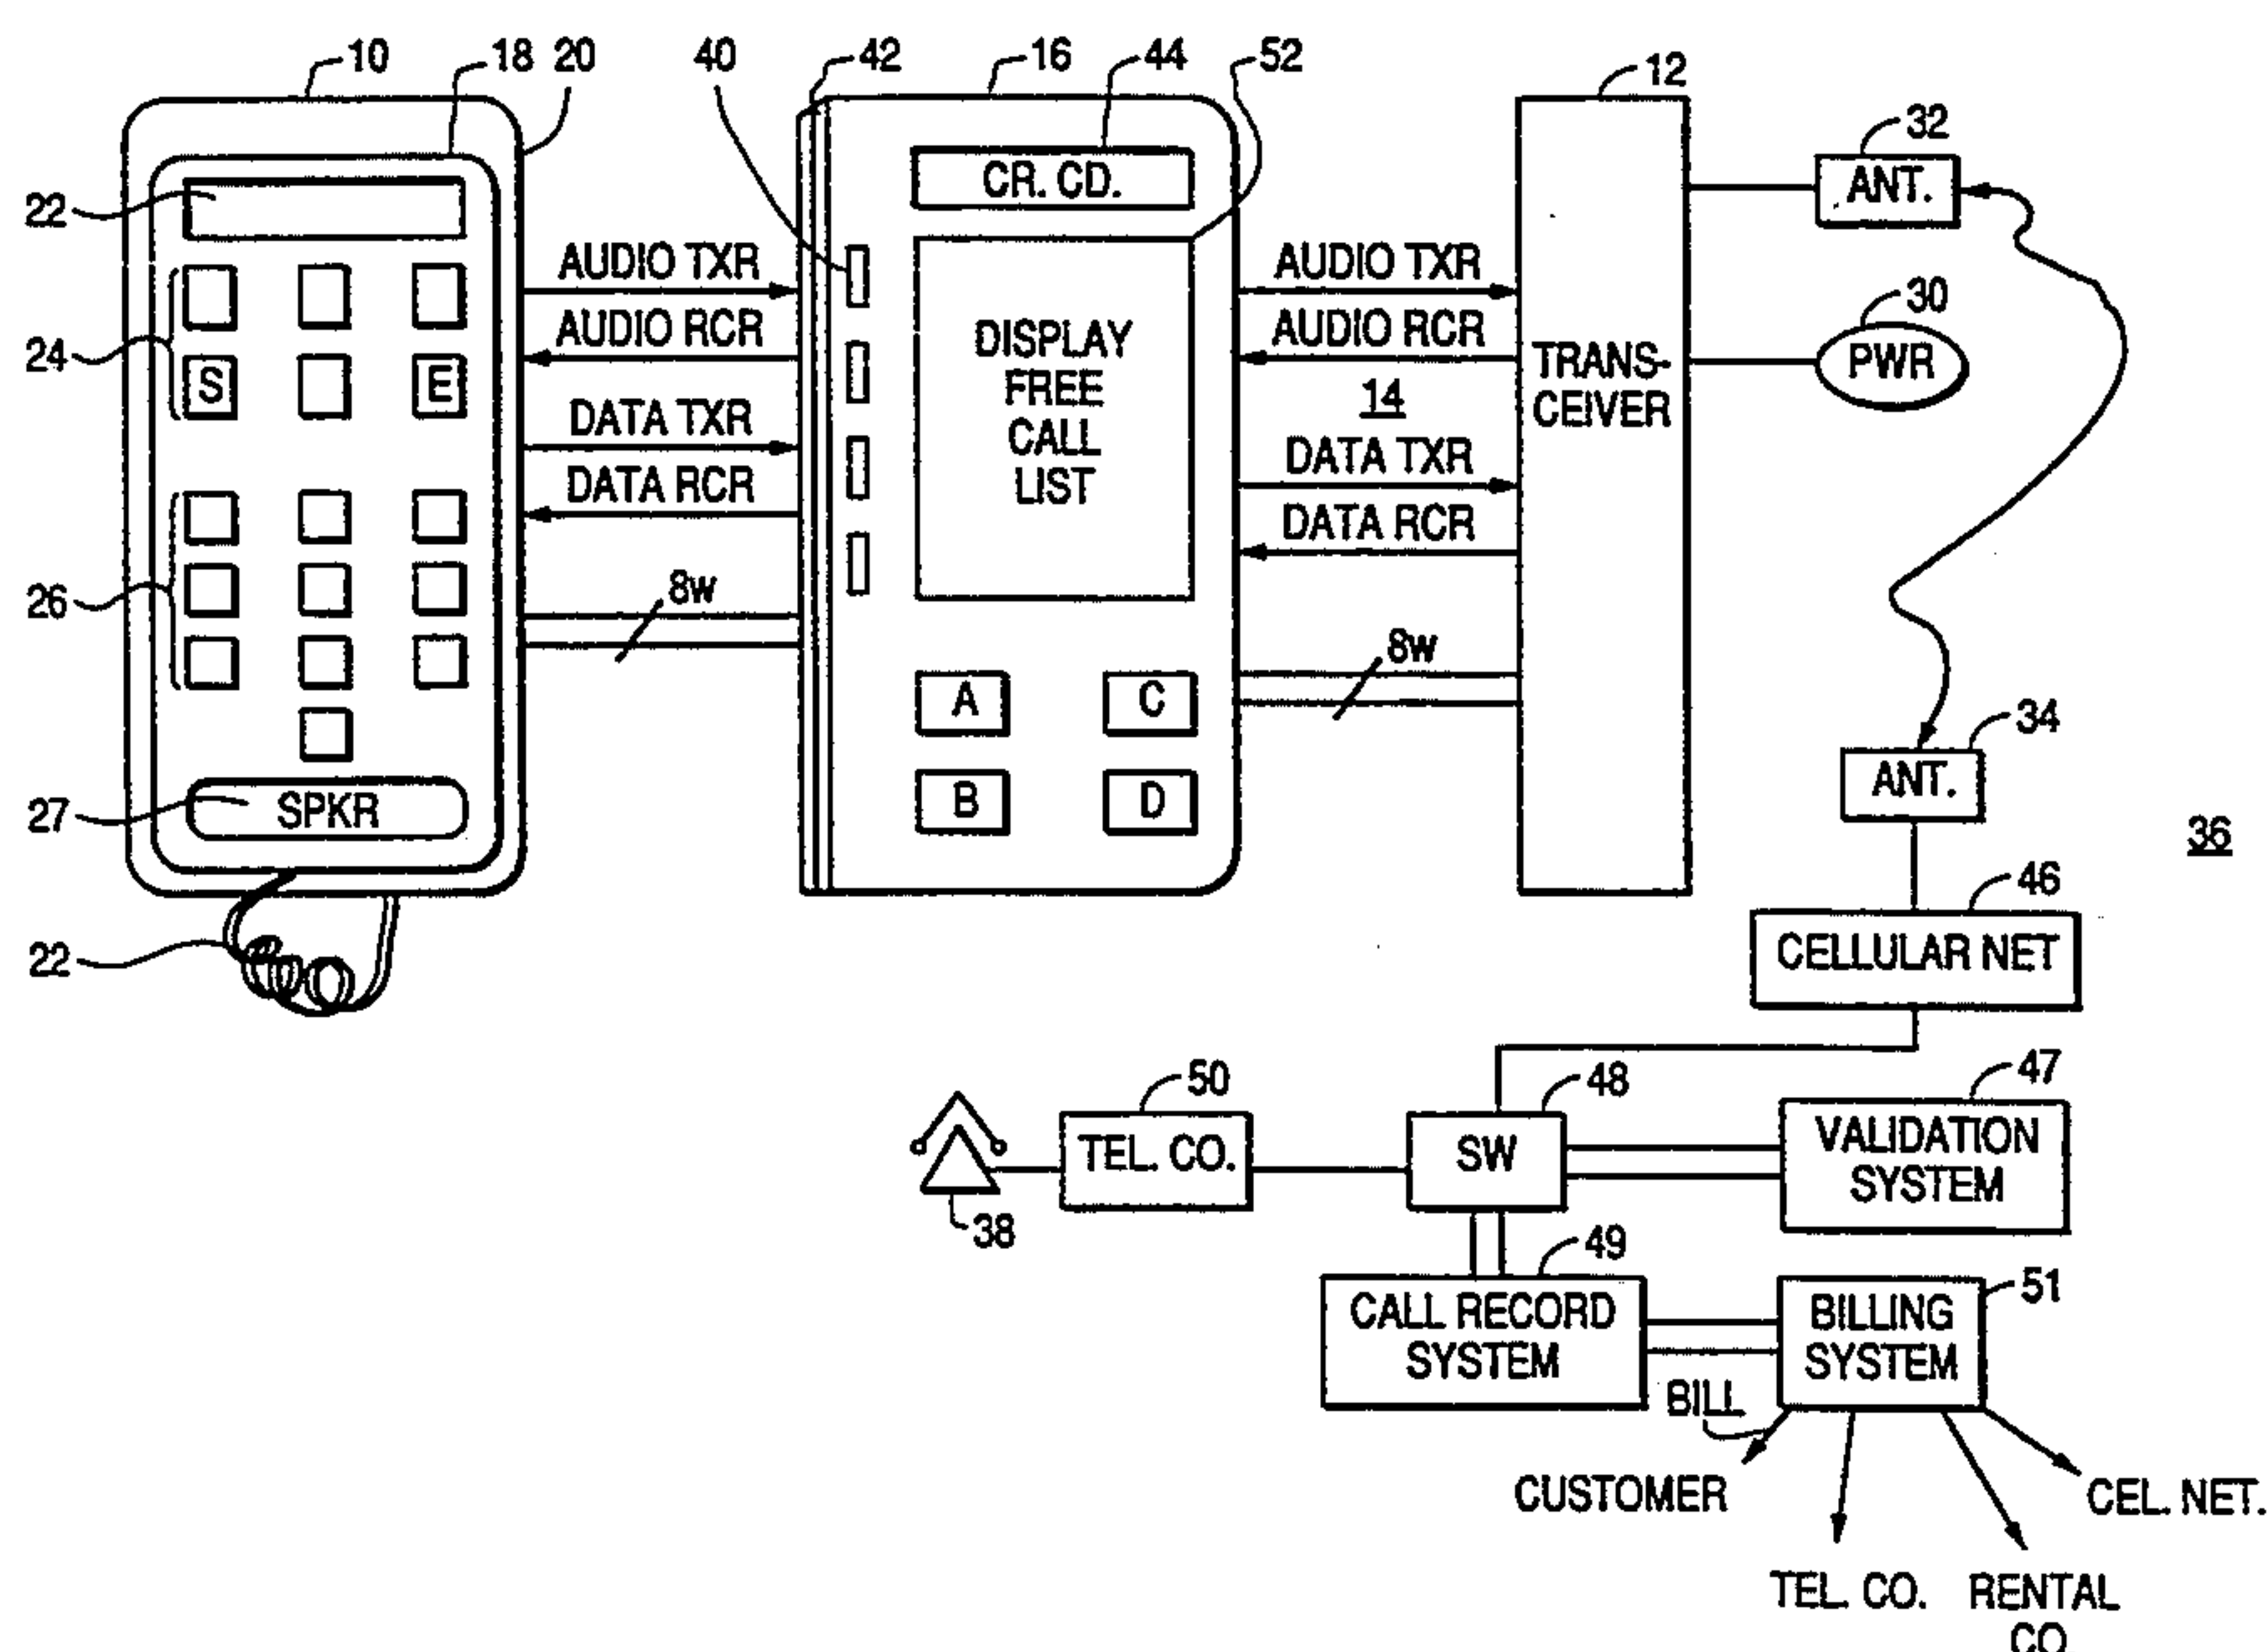 10
18
20
40
42
16
44
52
12
32
22
CR. CD.
ANT.
AUDIO TXR
AUDIO TXR
30
24
AUDIO RCR
DISPLAY
FREE
CALL
LIST
AUDIO RCR
TRANS-
CEIVER
PWR
S
E
14
DATA TXR
DATA TXR
DATA RCR
DATA RCR
26
8w
8w
A
C
34
ANT.
27
SPKR
B
D
36
46
22
CELLULAR NET
50
48
47
TEL. CO.
SW
VALIDATION
SYSTEM
38
49
51
CALL RECORD
SYSTEM
BILLING
SYSTEM
BILL
CUSTOMER
CEL. NET.
TEL. CO.
RENTAL
CO.